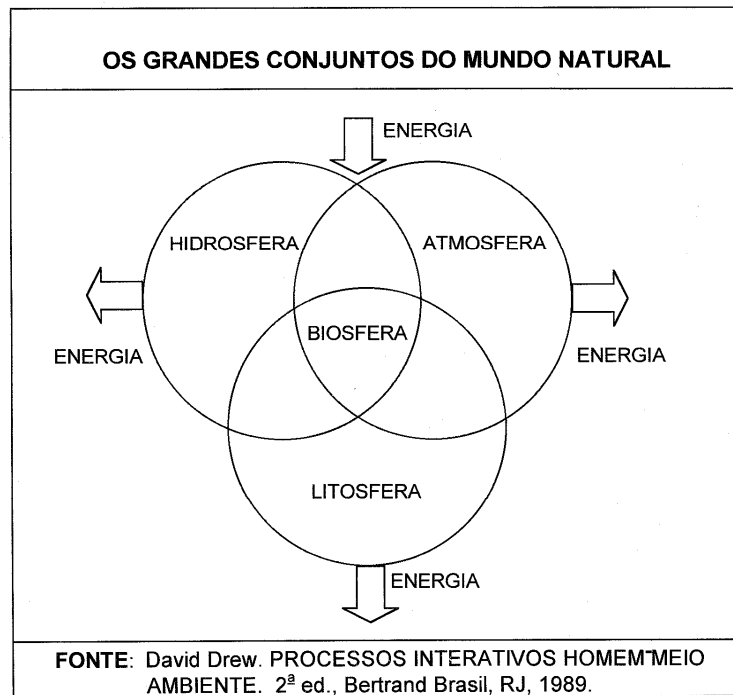 OS GRANDES CONJUNTOS DO MUNDO NATURAL
ENERGIA
HIDROSFERA
ATMOSFERA
BIOSFERA
ENERGIA
ENERGIA
LITOSFERA
ENERGIA
FONTE: David Drew. PROCESSOS INTERATIVOS HOMEM-MEIO
AMBIENTE. 2ª ed., Bertrand Brasil, RJ, 1989.